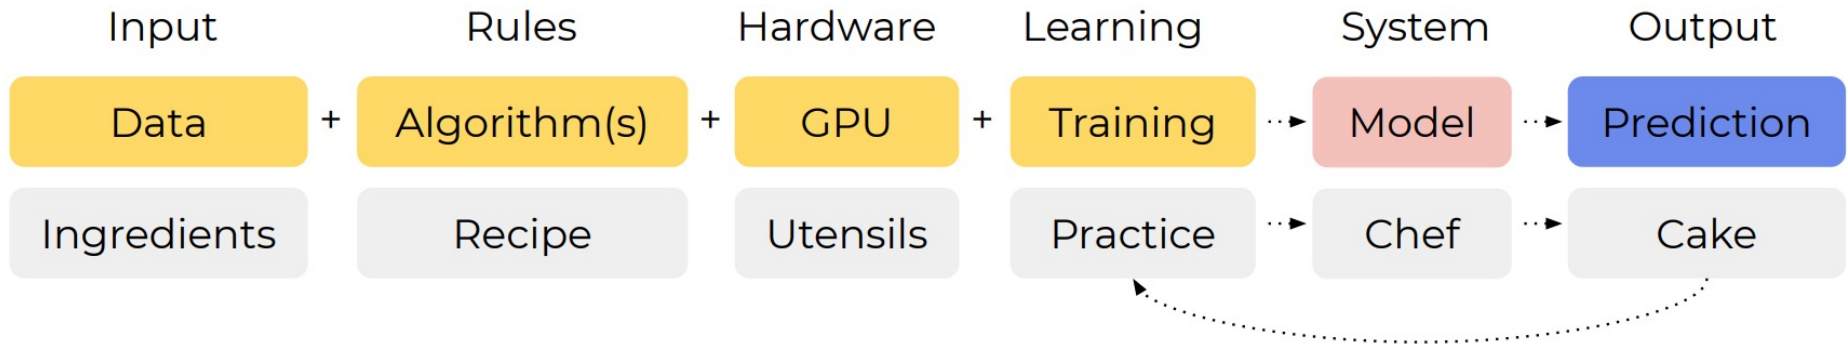 Input Rules Hardware Learning System Output
Data + Algorithm(s) + GPU + Training Model Prediction
Ingredients Recipe Utensils Practice Chef Cake